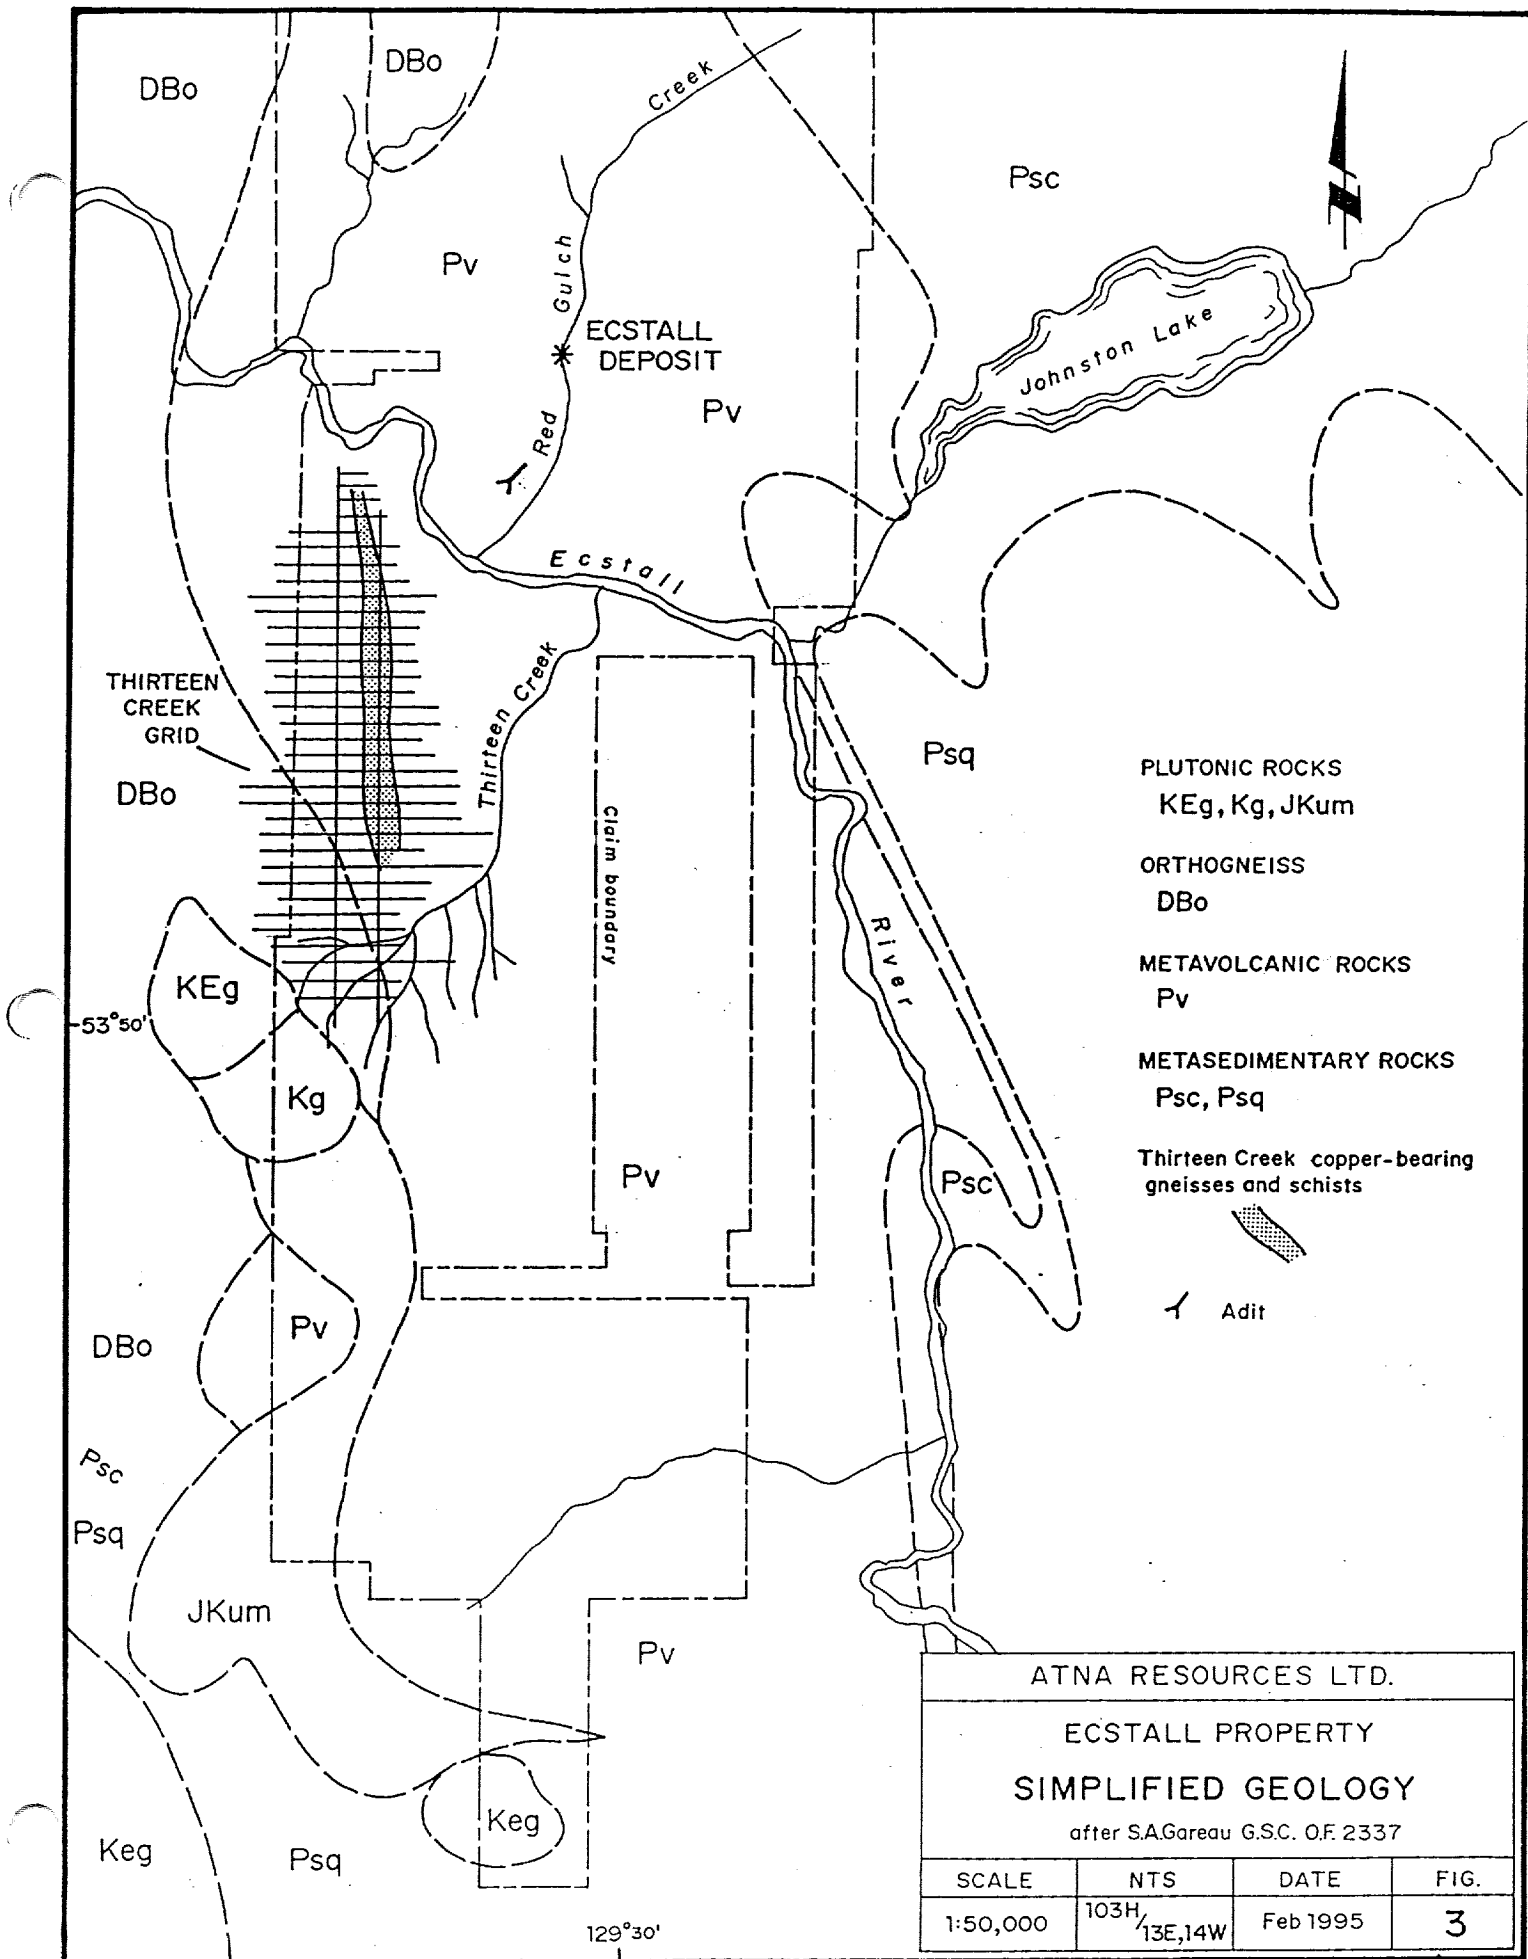 DBo
DBo
Creek
Psc
Pv
Gulch
ECSTALL
DEPOSIT
Johnston Lake
Pv
Red
Ecstall
THIRTEEN
CREEK
GRID
Thirteen Creek
Psq
DBo
Claim boundary
PLUTONIC ROCKS
KEg, Kg, JKum
ORTHOGNEISS
DBo
METAVOLCANIC ROCKS
Pv
METASEDIMENTARY ROCKS
Psc, Psq
Thirteen Creek copper-bearing
gneisses and schists
Adit
River
KEg
53°50'
Kg
Pv
Psc
Pv
DBo
Psc
Psq
JKum
Pv
Keg
Keg
Psq
129°30'
ATNA RESOURCES LTD.
ECSTALL PROPERTY
SIMPLIFIED GEOLOGY
after S.A.Gareau G.S.C. O.F. 2337
SCALE NTS DATE FIG.
1:50,000 103H/13E,14W Feb 1995 3